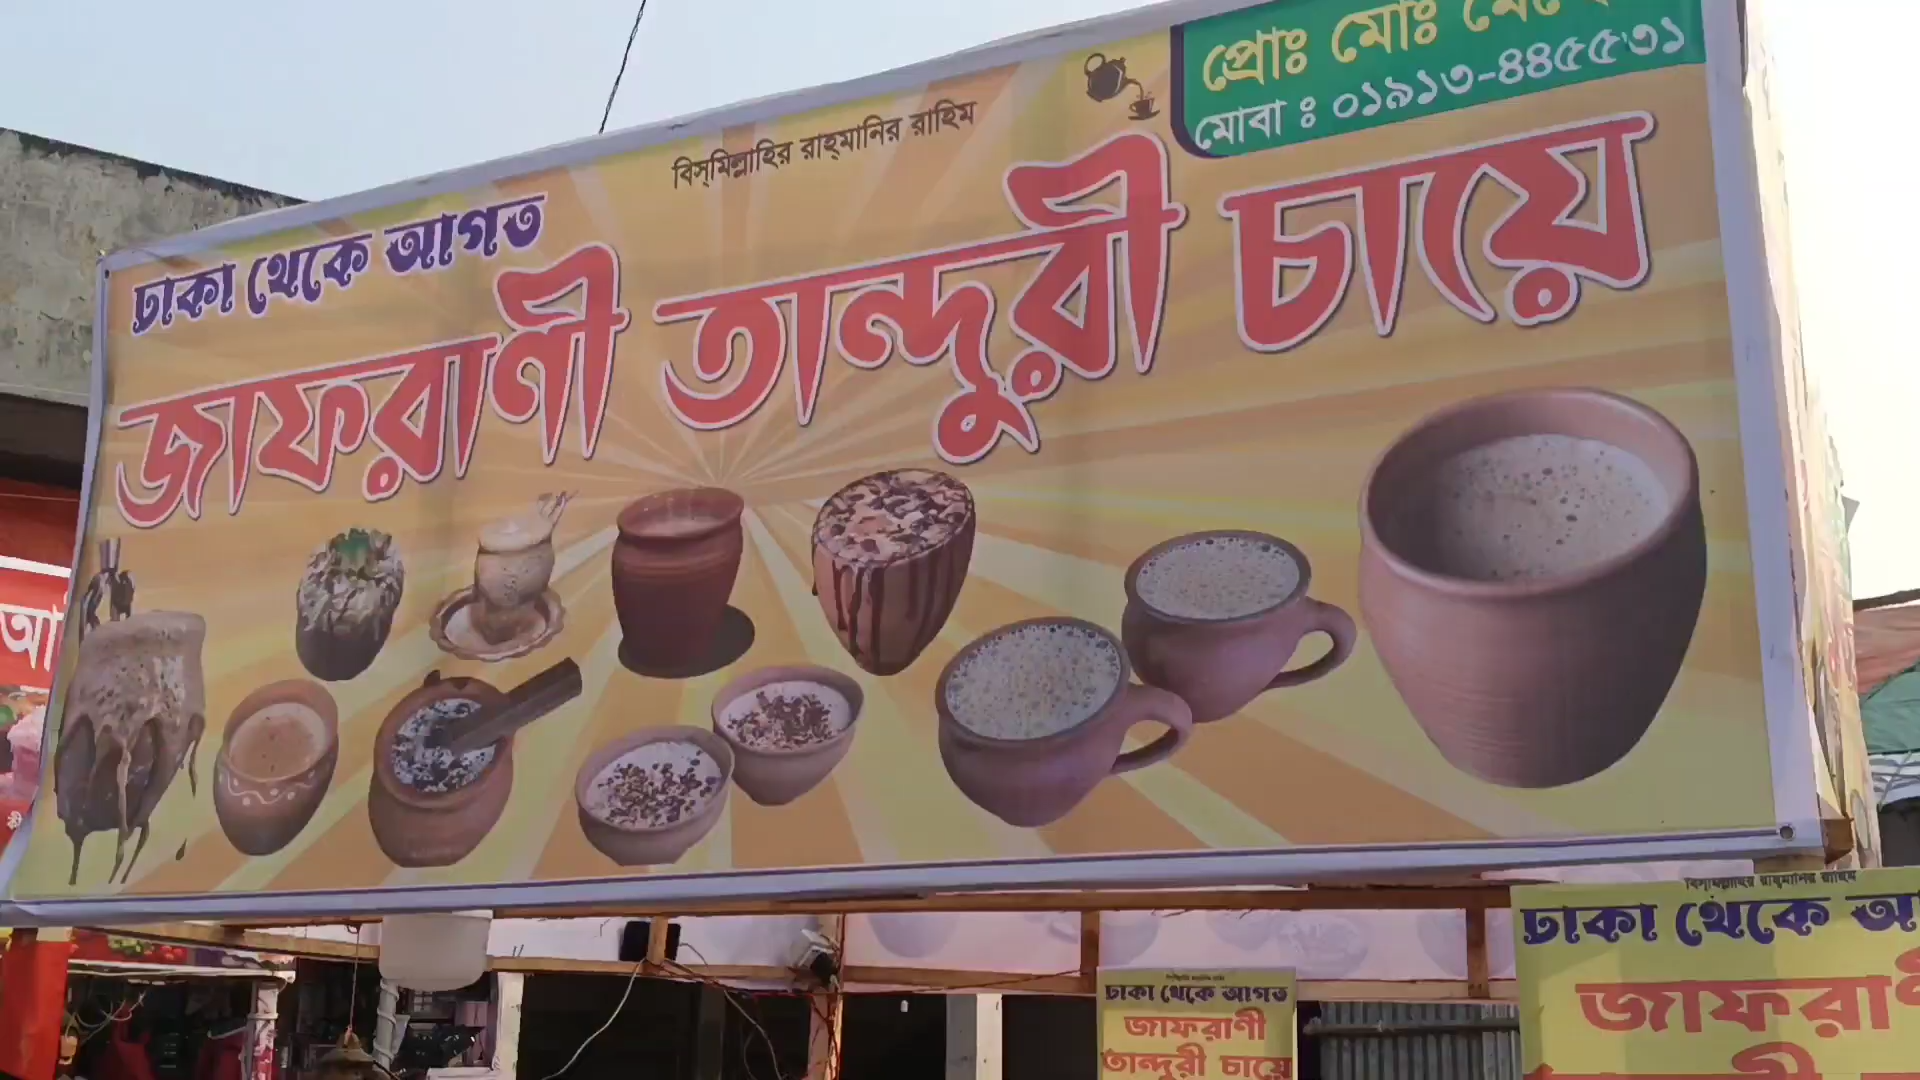 বিস্‌মিল্লাহির রাহ্‌মানির রাহিম
প্রোঃ মোঃ
মোবা ঃ ০১৯১৩-৪৪৫৫৩১
ঢাকা থেকে আগত
জাফরাণী তান্দুরী চায়ে
আ
বিস্‌মিল্লাহির রাহ্‌মানির রাহিম
ঢাকা থেকে
জাফরাণী
ঢাকা থেকে আগত
জাফরাণী
তান্দুরী চায়ে